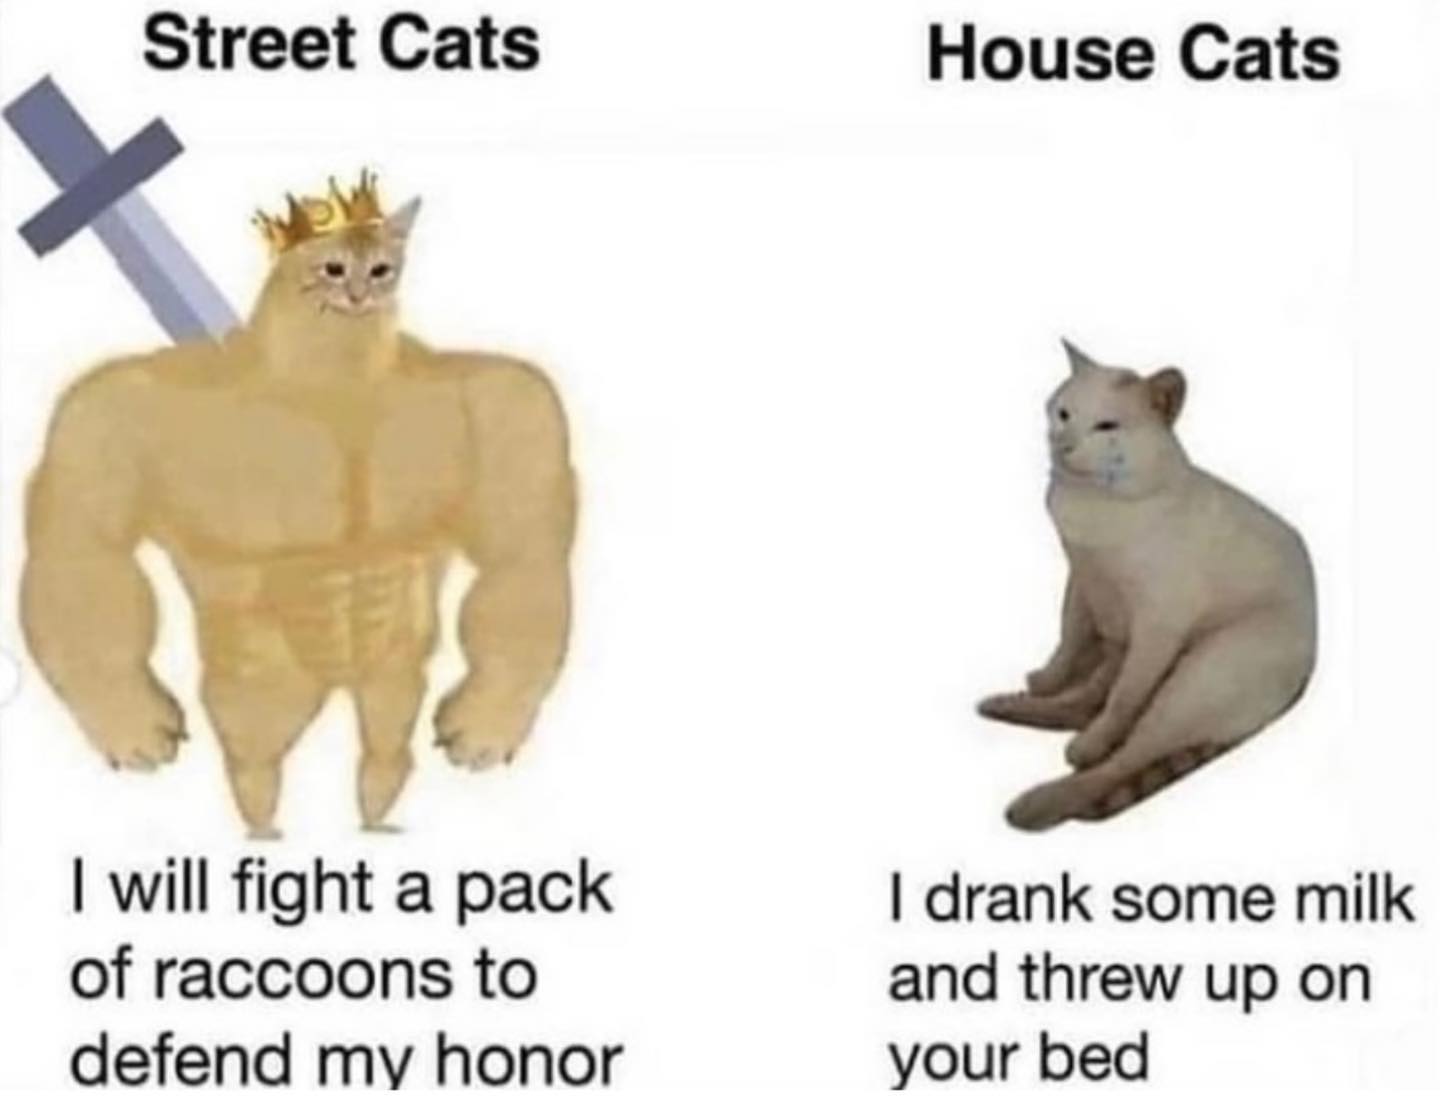 Street Cats
House Cats
I will fight a pack
of raccoons to
defend my honor
I drank some milk
and threw up on
your bed